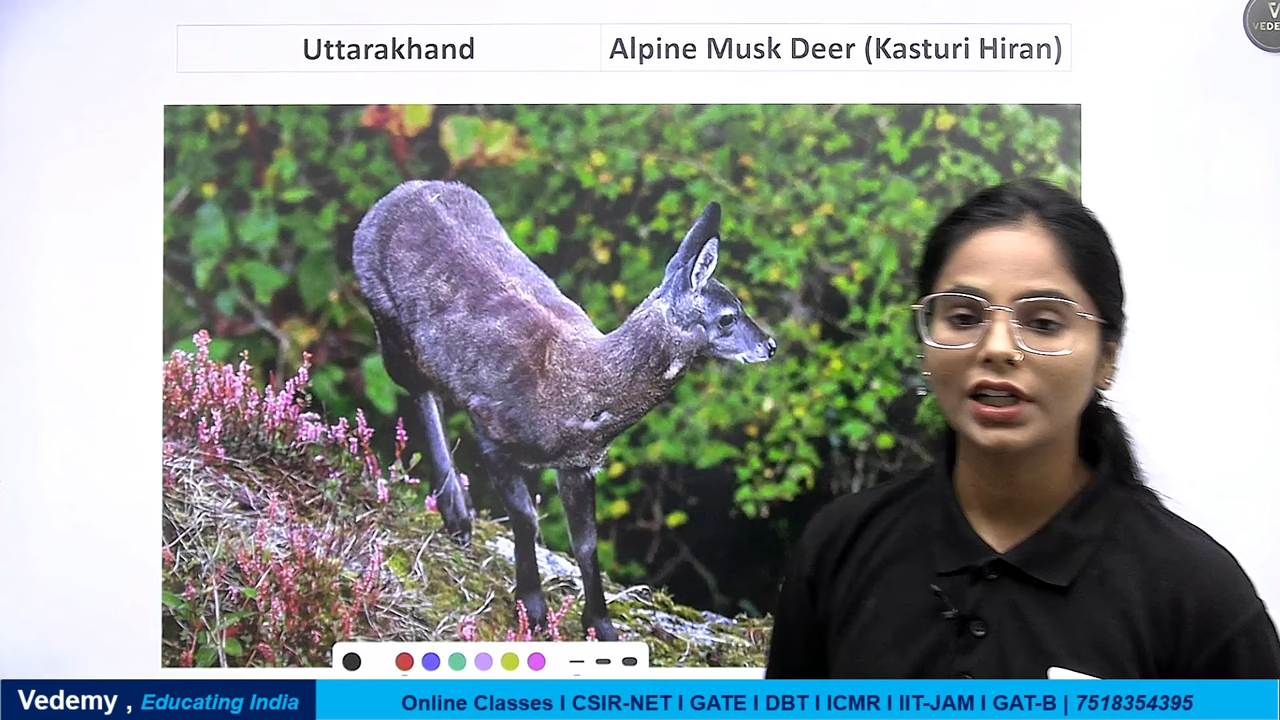 Uttarakhand
Alpine Musk Deer (Kasturi Hiran)
V
VEDE
Vedemy , Educating India
Online Classes I CSIR-NET I GATE I DBT I ICMR I IIT-JAM I GAT-B | 7518354395